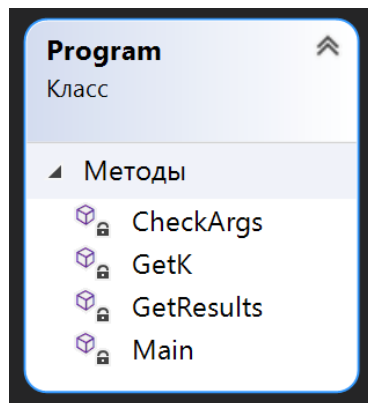 Program
Класс
Методы
CheckArgs
GetK
GetResults
Main